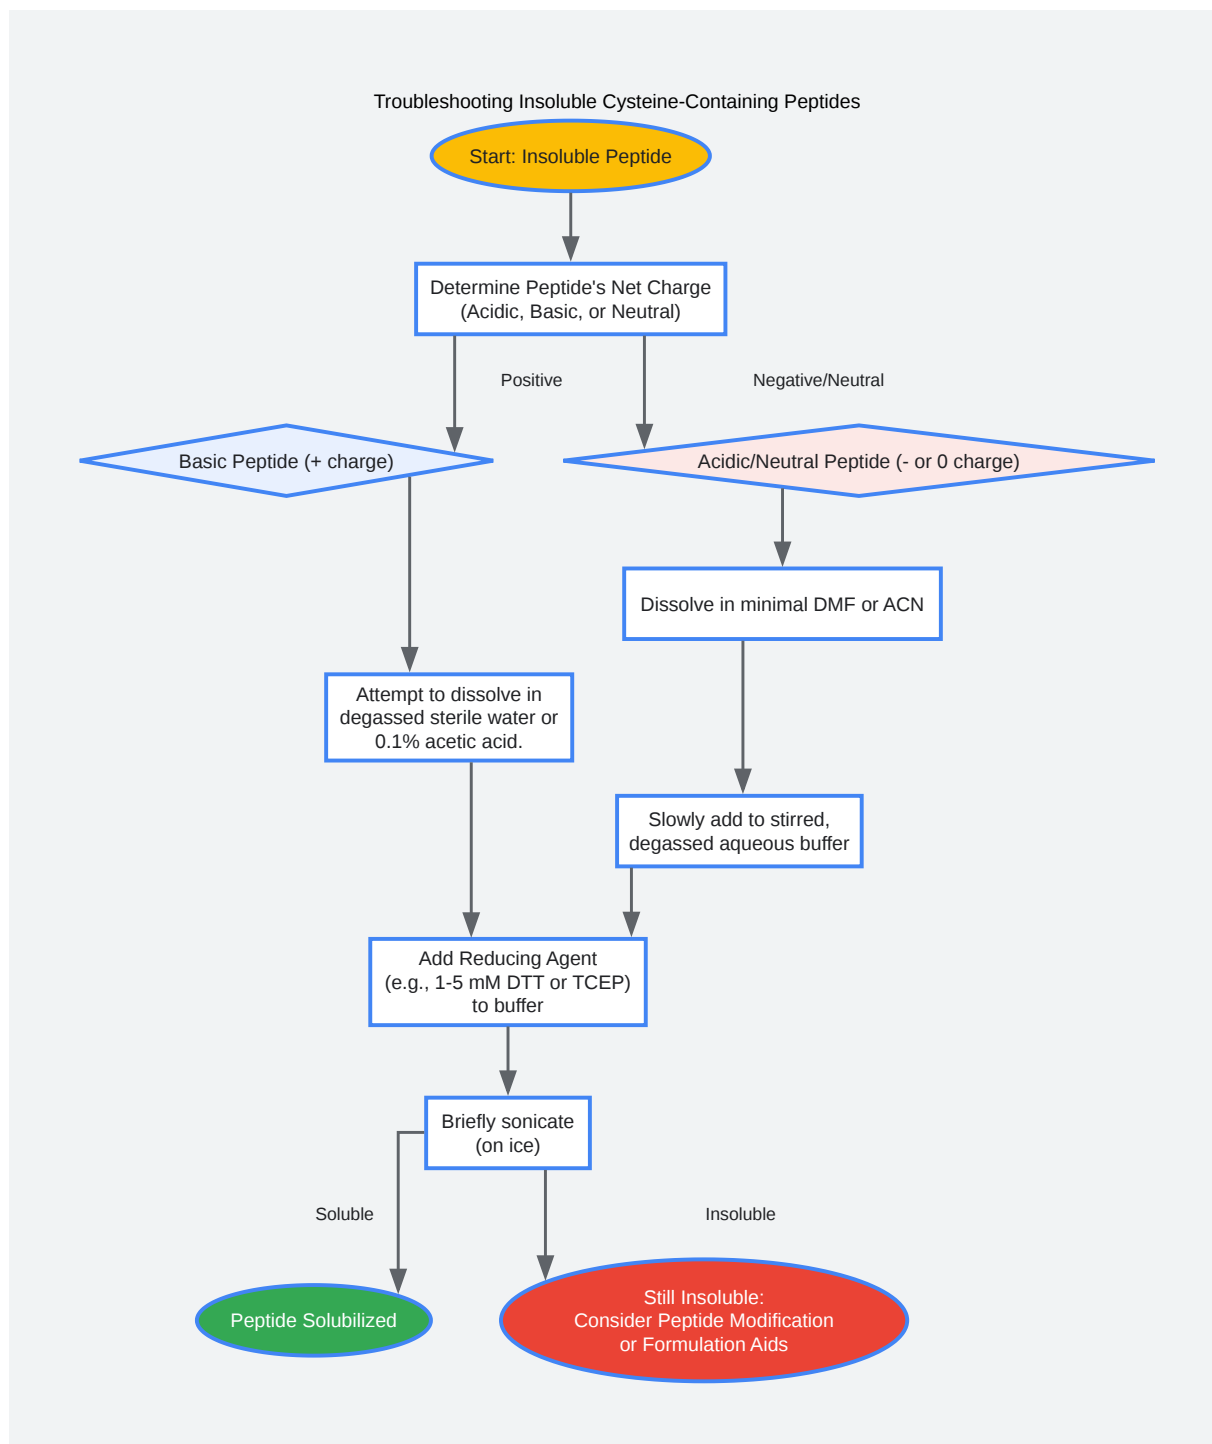 Troubleshooting Insoluble Cysteine-Containing Peptides
Start: Insoluble Peptide
Determine Peptide's Net Charge
(Acidic, Basic, or Neutral)
Positive
Negative/Neutral
Basic Peptide (+ charge)
Acidic/Neutral Peptide (- or 0 charge)
Dissolve in minimal DMF or ACN
Attempt to dissolve in
degassed sterile water or
0.1% acetic acid.
Slowly add to stirred,
degassed aqueous buffer
Add Reducing Agent
(e.g., 1-5 mM DTT or TCEP)
to buffer
Briefly sonicate
(on ice)
Soluble
Insoluble
Peptide Solubilized
Still Insoluble:
Consider Peptide Modification
or Formulation Aids